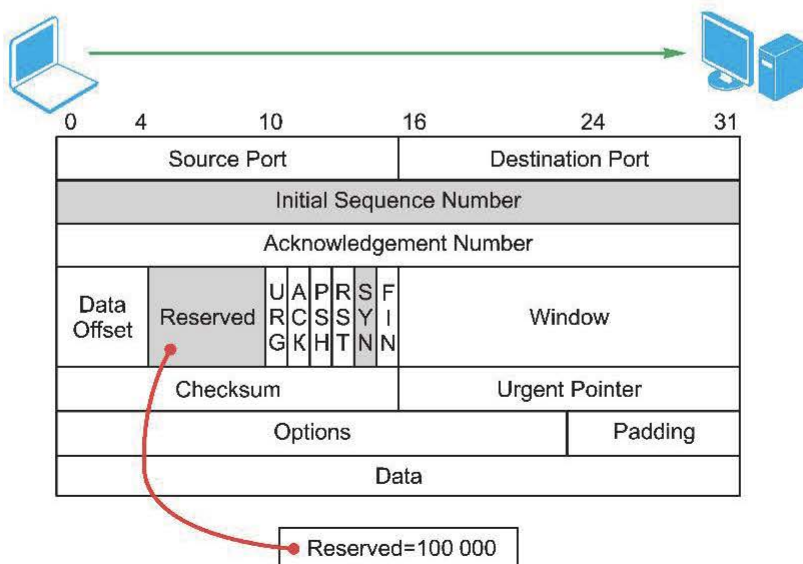 0 4 10 16 24 31
Source Port Destination Port
Initial Sequence Number
Acknowledgement Number
Data Offset Reserved URG ACK PSH RST SYN FIN Window
Checksum Urgent Pointer
Options Padding
Data
Reserved=100 000